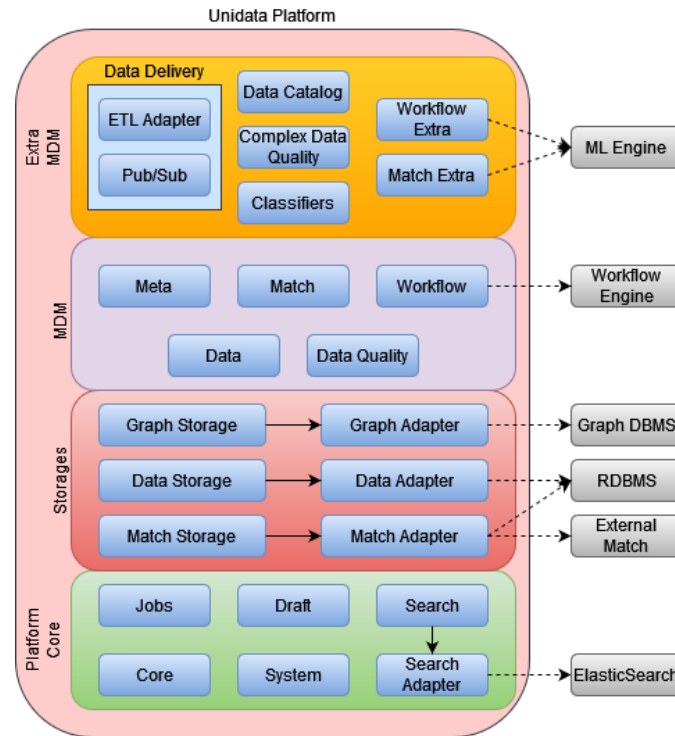 Unidata Platform
Extra
MDM
Data Delivery
ETL Adapter
Pub/Sub
Data Catalog
Complex Data
Quality
Classifiers
Workflow
Extra
Match Extra
ML Engine
MDM
Meta
Match
Workflow
Data
Data Quality
Workflow
Engine
Storages
Graph Storage
Graph Adapter
Graph DBMS
Data Storage
Data Adapter
RDBMS
Match Storage
Match Adapter
External
Match
Platform
Core
Jobs
Draft
Search
Core
System
Search
Adapter
ElasticSearch